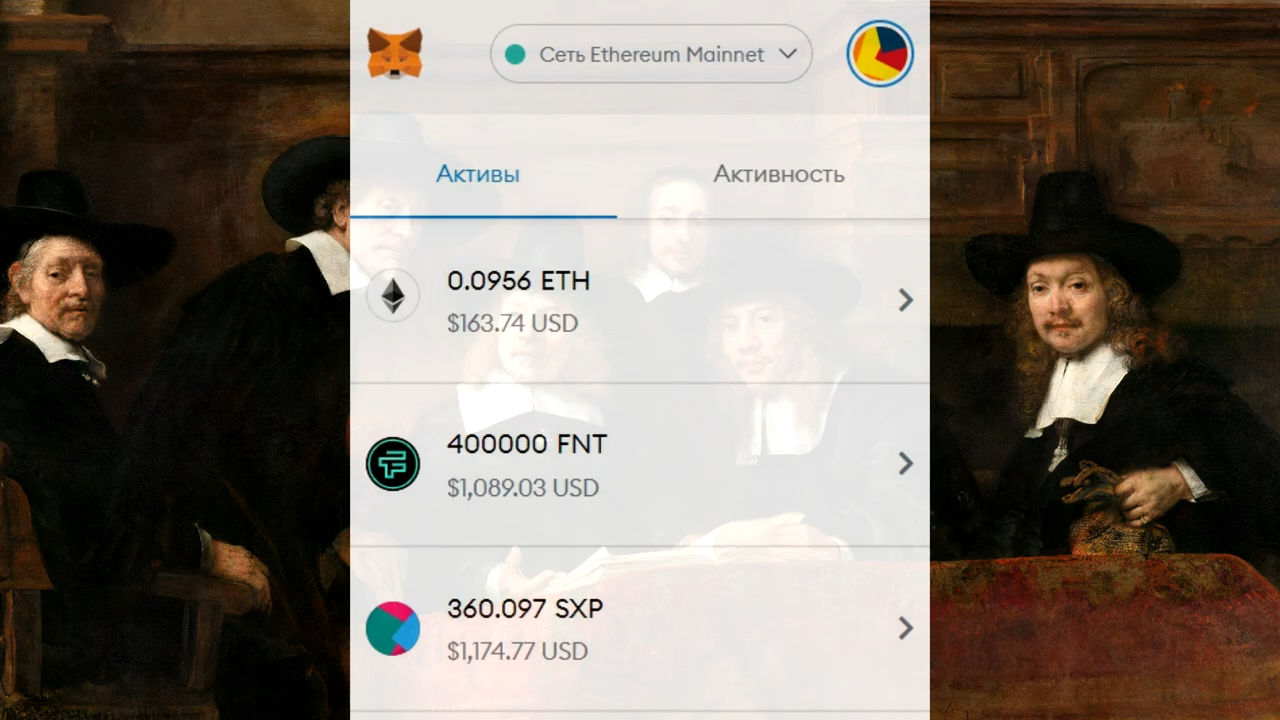 Сеть Ethereum Mainnet
Активы
Активность
0.0956 ETH
$163.74 USD
400000 FNT
$1,089.03 USD
360.097 SXP
$1,174.77 USD